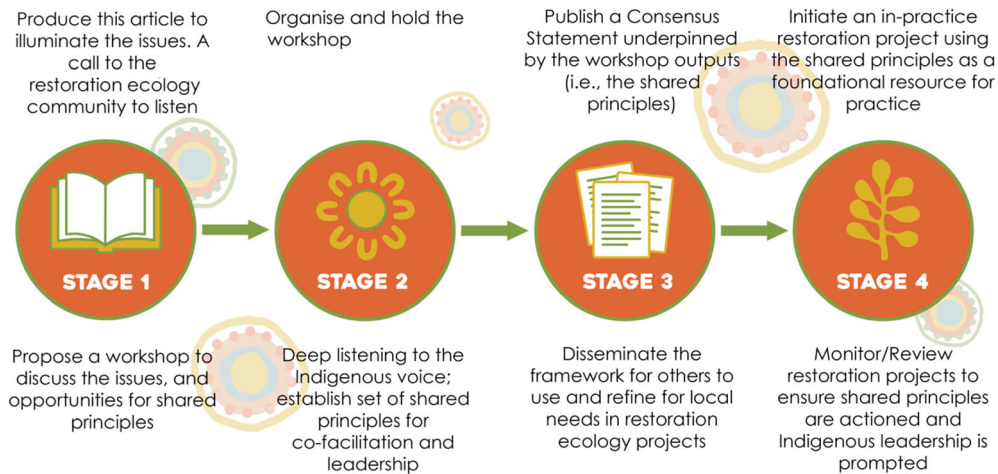 Produce this article to
illuminate the issues. A
call to the
restoration ecology
community to listen
Organise and hold the
workshop
Publish a Consensus
Statement underpinned
by the workshop outputs
(i.e., the shared
principles)
Initiate an in-practice
restoration project using
the shared principles as a
foundational resource for
practice
STAGE 1
STAGE 2
STAGE 3
STAGE 4
Propose a workshop to
discuss the issues, and
opportunities for shared
principles
Deep listening to the
Indigenous voice;
establish set of shared
principles for
co-facilitation and
leadership
Disseminate the
framework for others to
use and refine for local
needs in restoration
ecology projects
Monitor/Review
restoration projects to
ensure shared principles
are actioned and
Indigenous leadership is
prompted